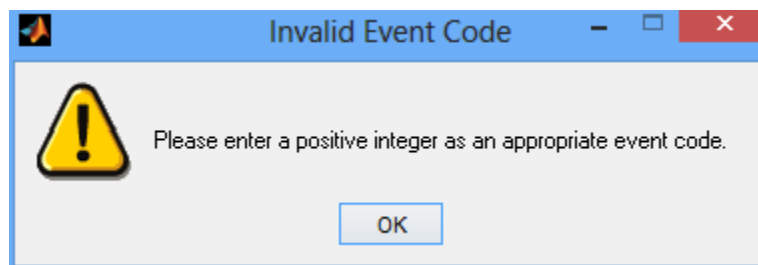 Invalid Event Code
Please enter a positive integer as an appropriate event code.
OK